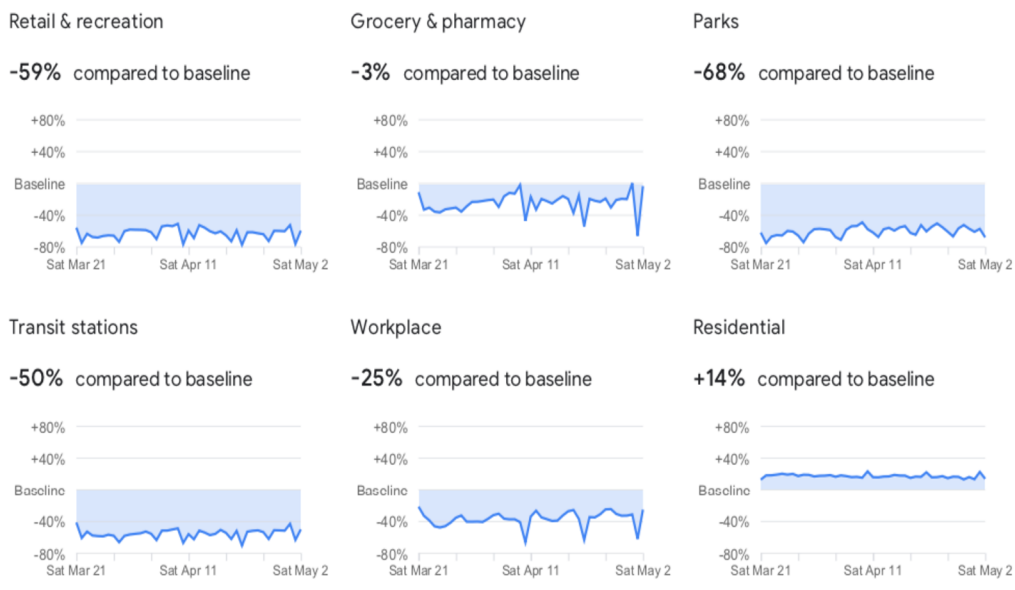 Retail & recreation
-59% compared to baseline
+80%
+40%
Baseline
-40%
-80%
Sat Mar 21 Sat Apr 11 Sat May 2
Grocery & pharmacy
-3% compared to baseline
+80%
+40%
Baseline
-40%
-80%
Sat Mar 21 Sat Apr 11 Sat May 2
Parks
-68% compared to baseline
+80%
+40%
Baseline
-40%
-80%
Sat Mar 21 Sat Apr 11 Sat May 2
Transit stations
-50% compared to baseline
+80%
+40%
Baseline
-40%
-80%
Sat Mar 21 Sat Apr 11 Sat May 2
Workplace
-25% compared to baseline
+80%
+40%
Baseline
-40%
-80%
Sat Mar 21 Sat Apr 11 Sat May 2
Residential
+14% compared to baseline
+80%
+40%
Baseline
-40%
-80%
Sat Mar 21 Sat Apr 11 Sat May 2